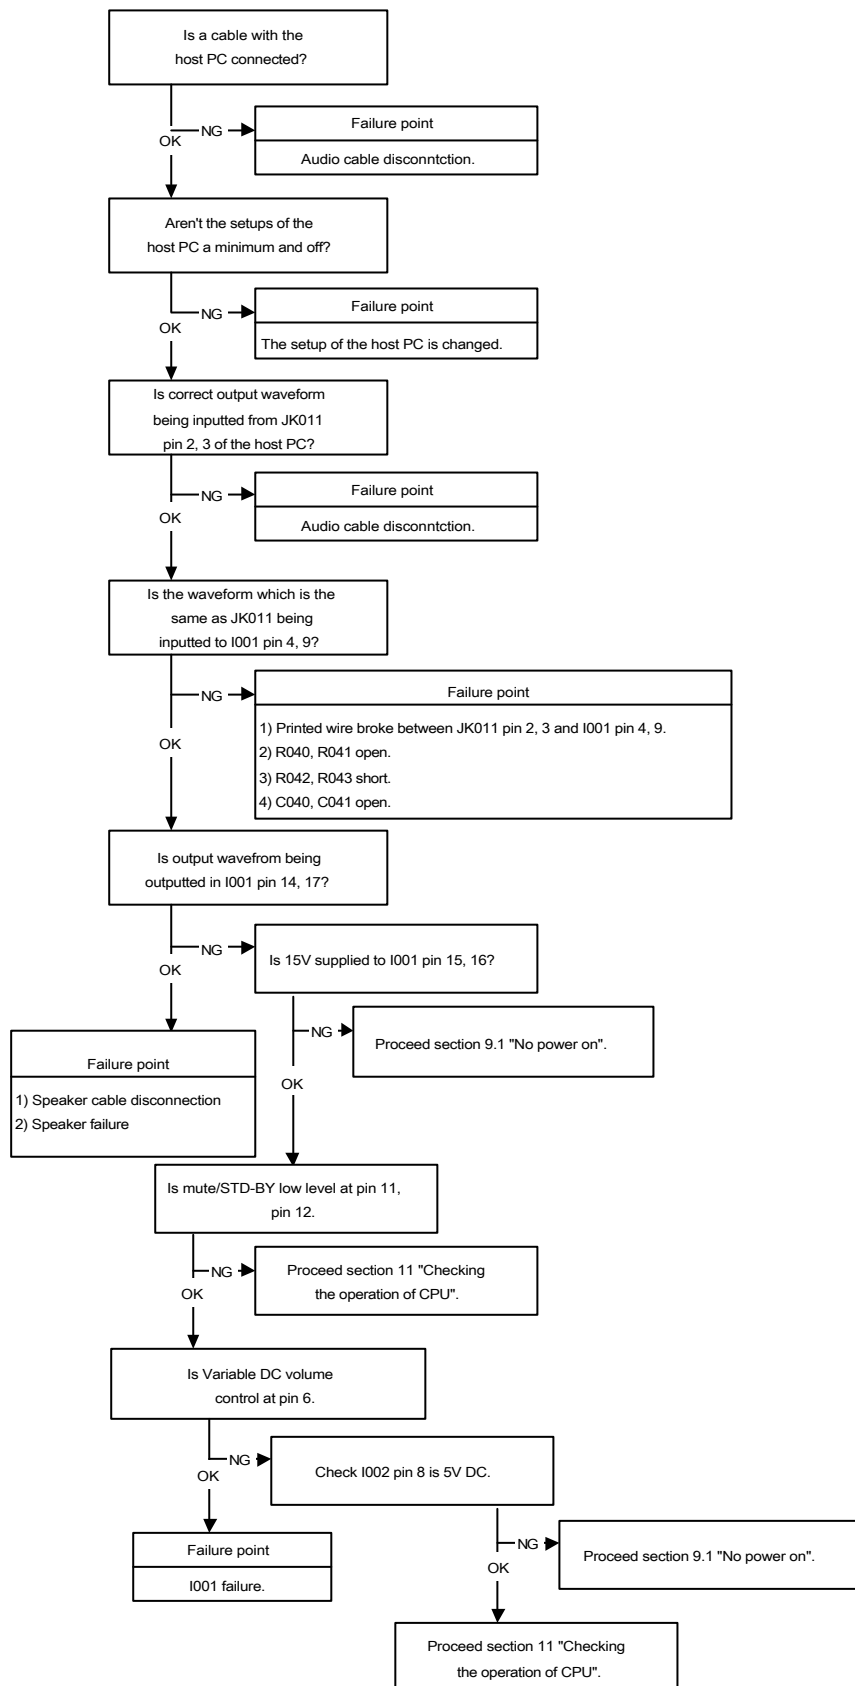 Is a cable with the
host PC connected?
NG
Failure point
OK
Audio cable disconntction.
Aren't the setups of the
host PC a minimum and off?
NG
Failure point
OK
The setup of the host PC is changed.
Is correct output waveform
being inputted from JK011
pin 2, 3 of the host PC?
NG
Failure point
OK
Audio cable disconntction.
Is the waveform which is the
same as JK011 being
inputted to I001 pin 4, 9?
NG
Failure point
1) Printed wire broke between JK011 pin 2, 3 and I001 pin 4, 9.
OK
2) R040, R041 open.
3) R042, R043 short.
4) C040, C041 open.
Is output wavefrom being
outputted in I001 pin 14, 17?
NG
Is 15V supplied to I001 pin 15, 16?
OK
NG
Proceed section 9.1 "No power on".
Failure point
OK
1) Speaker cable disconnection
2) Speaker failure
Is mute/STD-BY low level at pin 11,
pin 12.
NG
Proceed section 11 "Checking
the operation of CPU".
OK
Is Variable DC volume
control at pin 6.
NG
Check I002 pin 8 is 5V DC.
OK
Failure point
I001 failure.
NG
Proceed section 9.1 "No power on".
OK
Proceed section 11 "Checking
the operation of CPU".